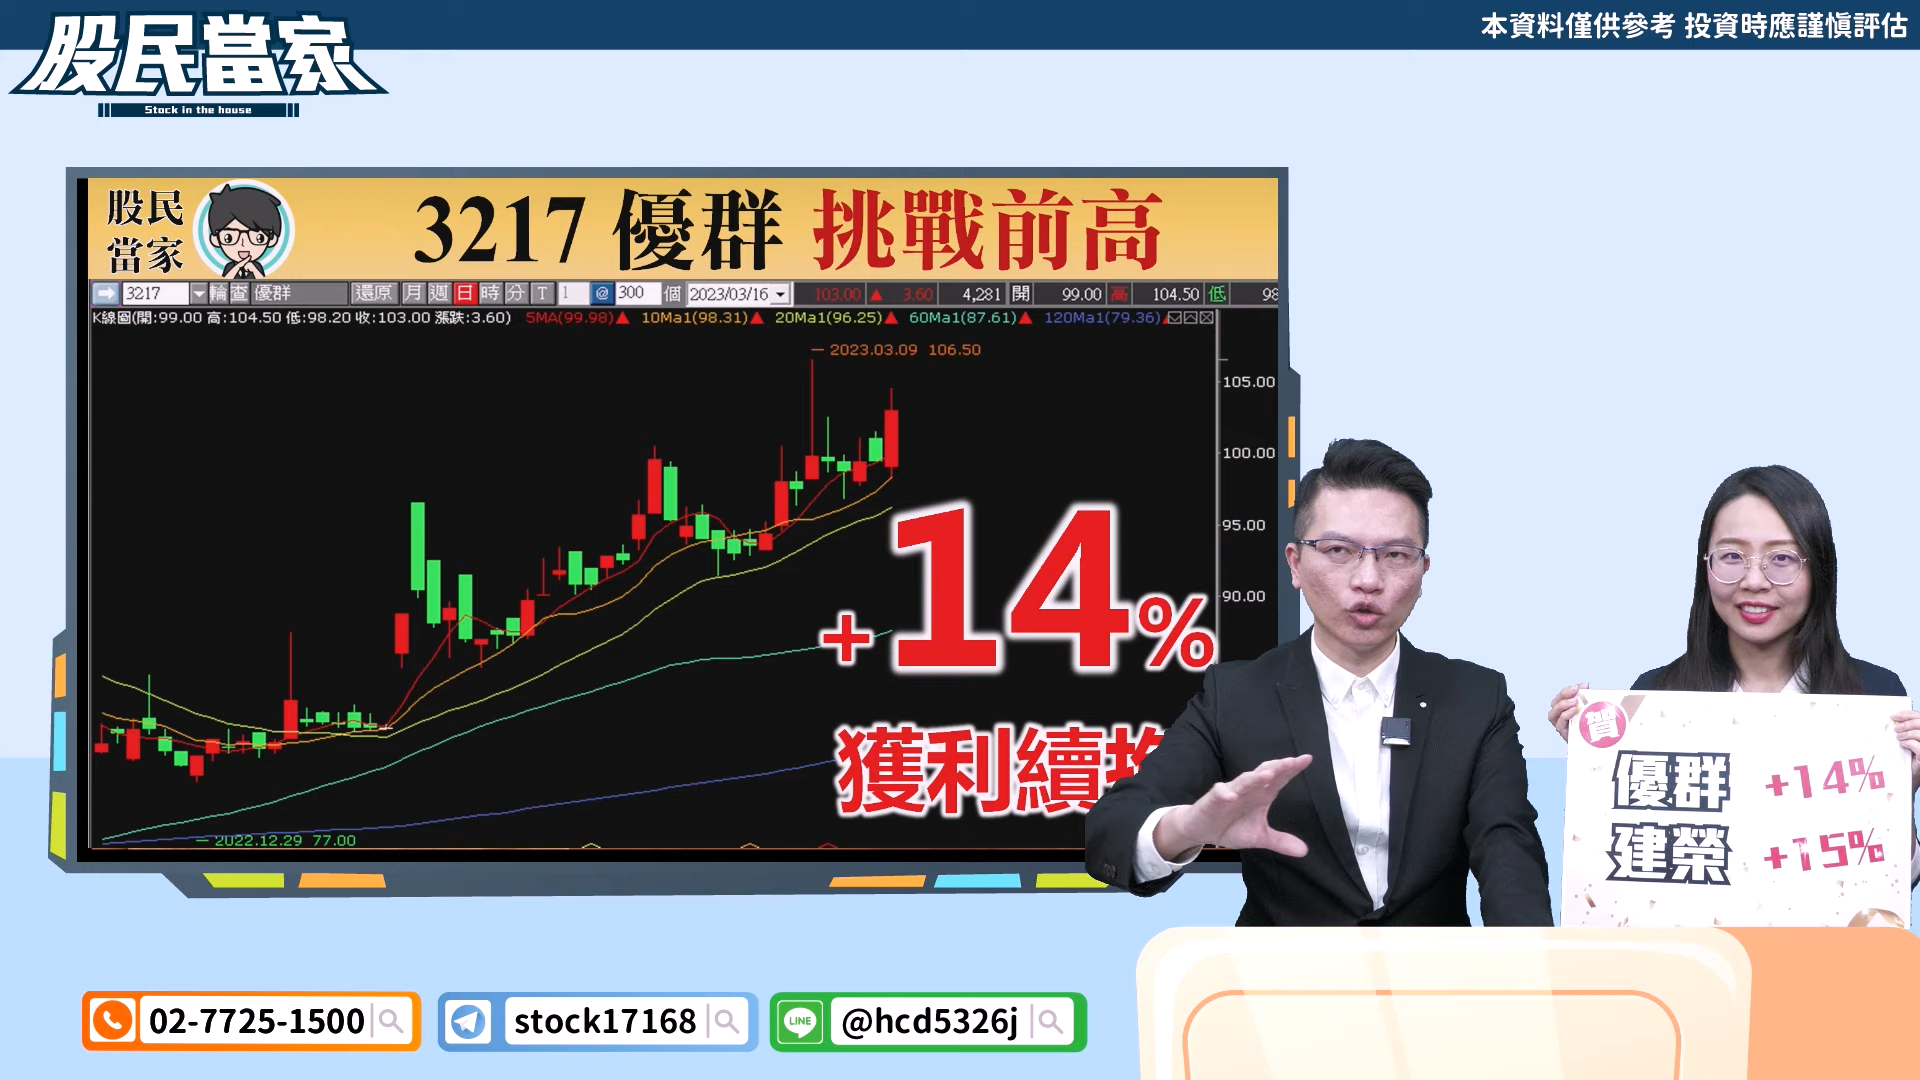 股民當家
Stock in the house
本資料僅供參考 投資時應謹慎評估
股民
當家
3217 優群 挑戰前高
3217 輪 查 優群 還原 月 週 日 時 分 T 1 @ 300 個 2023/03/16 103.00 ▲ 3.60 4,281 開 99.00 高 104.50 低 98
K線圖(開:99.00 高:104.50 低:98.20 收:103.00 漲跌:3.60) 5MA(99.98)▲ 10Ma1(98.31)▲ 20Ma1(96.25)▲ 60Ma1(87.61)▲ 120Ma1(79.36)
2023.03.09 106.50
105.00
100.00
95.00
90.00
+14%
獲利續
2022.12.29 77.00
賀
優群 +14%
建榮 +15%
02-7725-1500
stock17168
LINE @hcd5326j